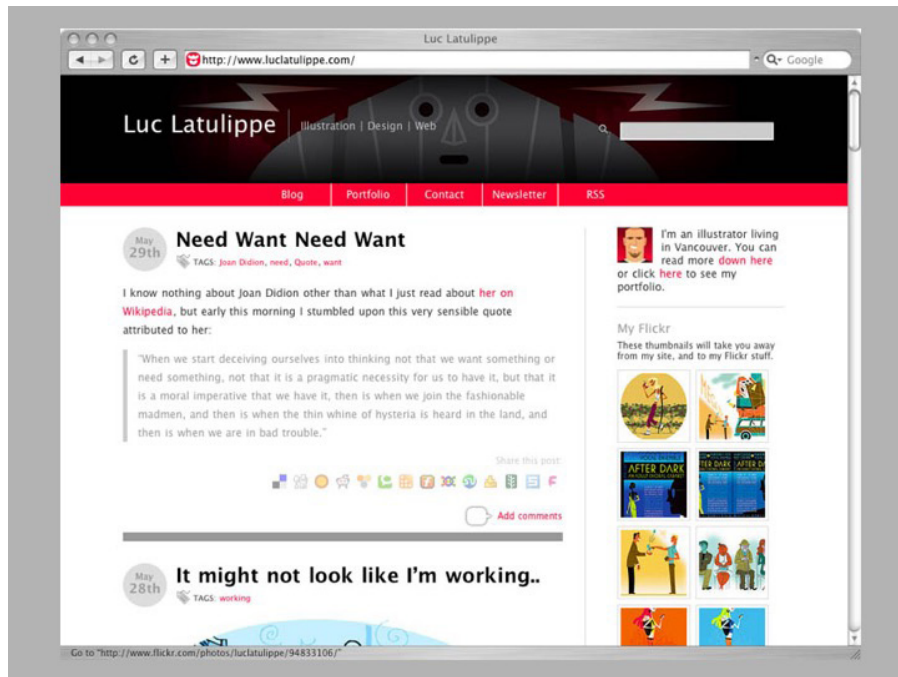 Luc Latulippe
http://www.luclatulippe.com/
Google
Luc Latulippe
Illustration | Design | Web
Blog
Portfolio
Contact
Newsletter
RSS
May
29th
Need Want Need Want
TAGS: Joan Didion, need, Quote, want
I know nothing about Joan Didion other than what I just read about her on
Wikipedia, but early this morning I stumbled upon this very sensible quote
attributed to her:
"When we start deceiving ourselves into thinking not that we want something or
need something, not that it is a pragmatic necessity for us to have it, but that it
is a moral imperative that we have it, then is when we join the fashionable
madmen, and then is when the thin whine of hysteria is heard in the land, and
then is when we are in bad trouble."
Share this post:
Add comments
May
28th
It might not look like I'm working..
TAGS: working
I'm an illustrator living
in Vancouver. You can
read more down here
or click here to see my
portfolio.
My Flickr
These thumbnails will take you away
from my site, and to my Flickr stuff.
AFTER DARK
AFTER DARK
AFTER DARK
Go to "http://www.flickr.com/photos/luclatulippe/94833106/"